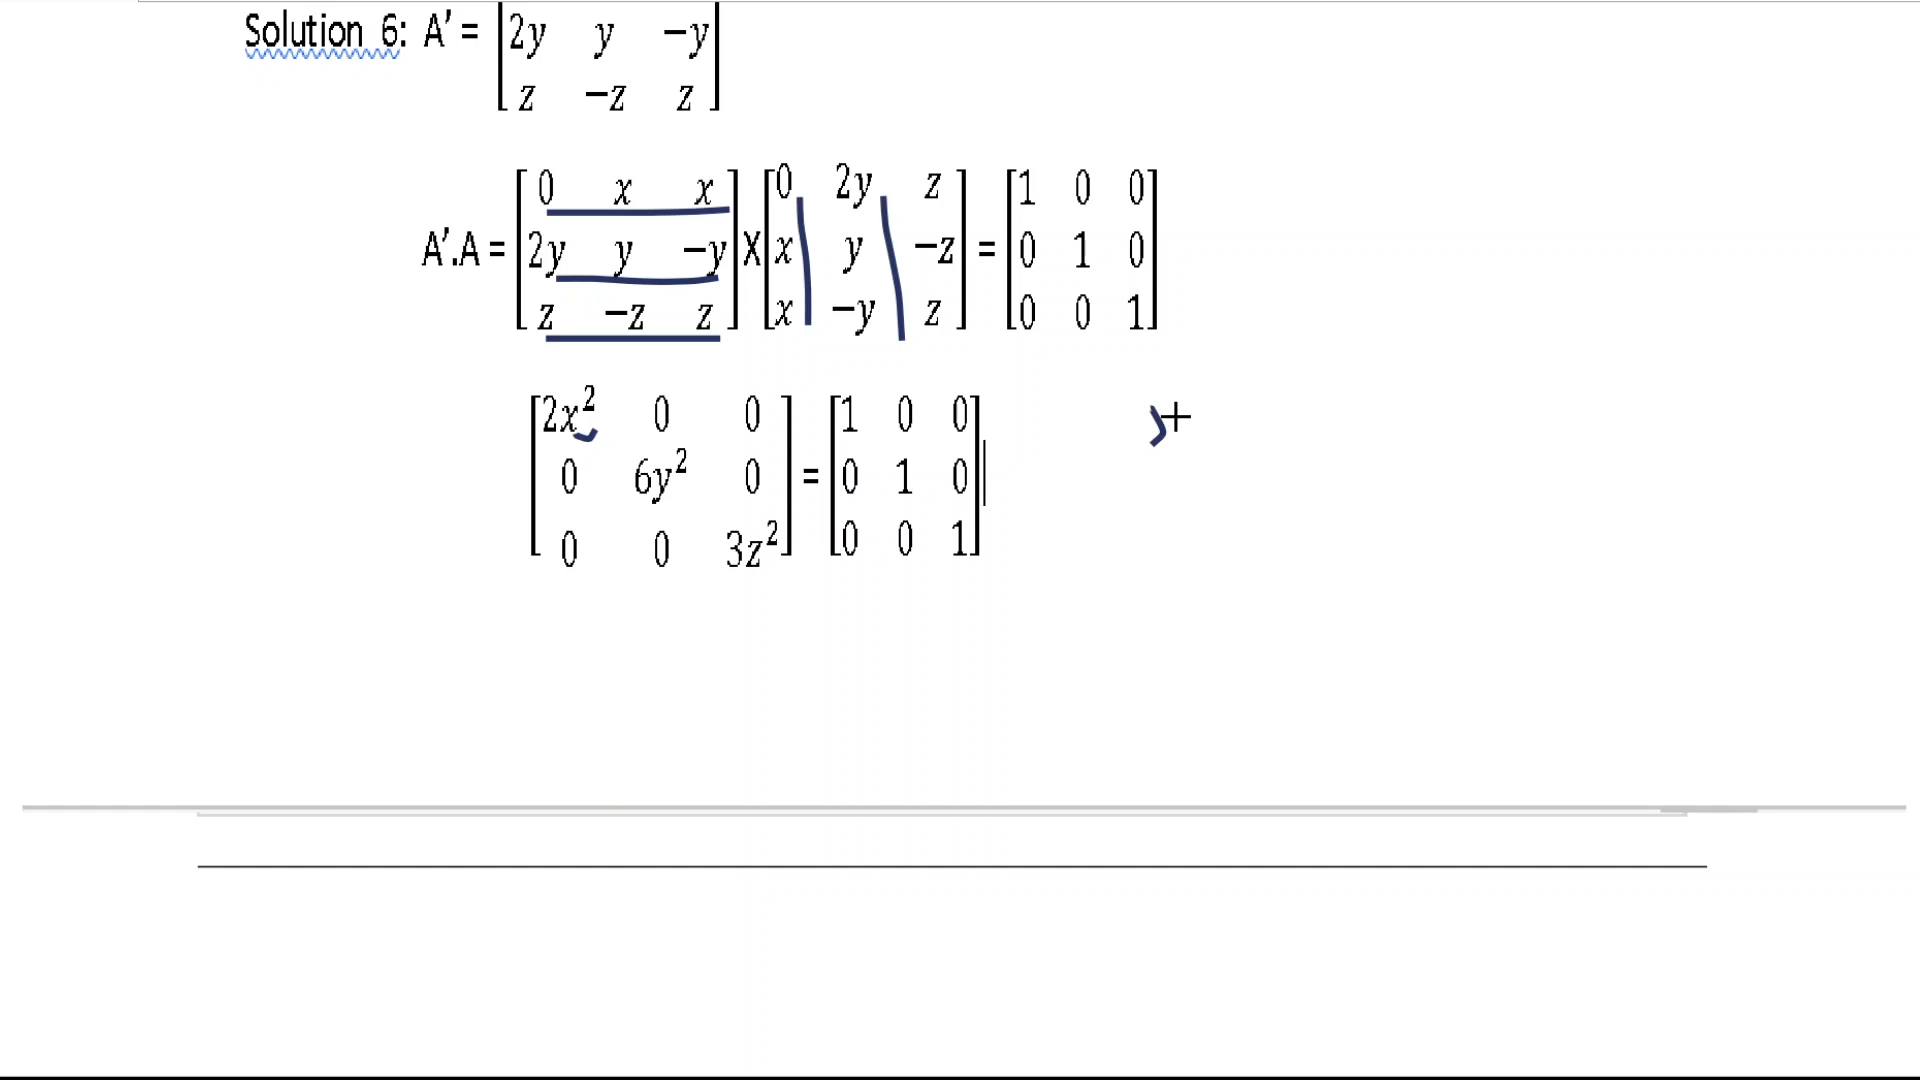 Solution 6: A' = [2y y −y
z −z z]
A'.A = [0 x x
2y y −y
z −z z] X [0 2y z
x y −z
x −y z] = [1 0 0
0 1 0
0 0 1]
[2x² 0 0
0 6y² 0
0 0 3z²] = [1 0 0
0 1 0
0 0 1]